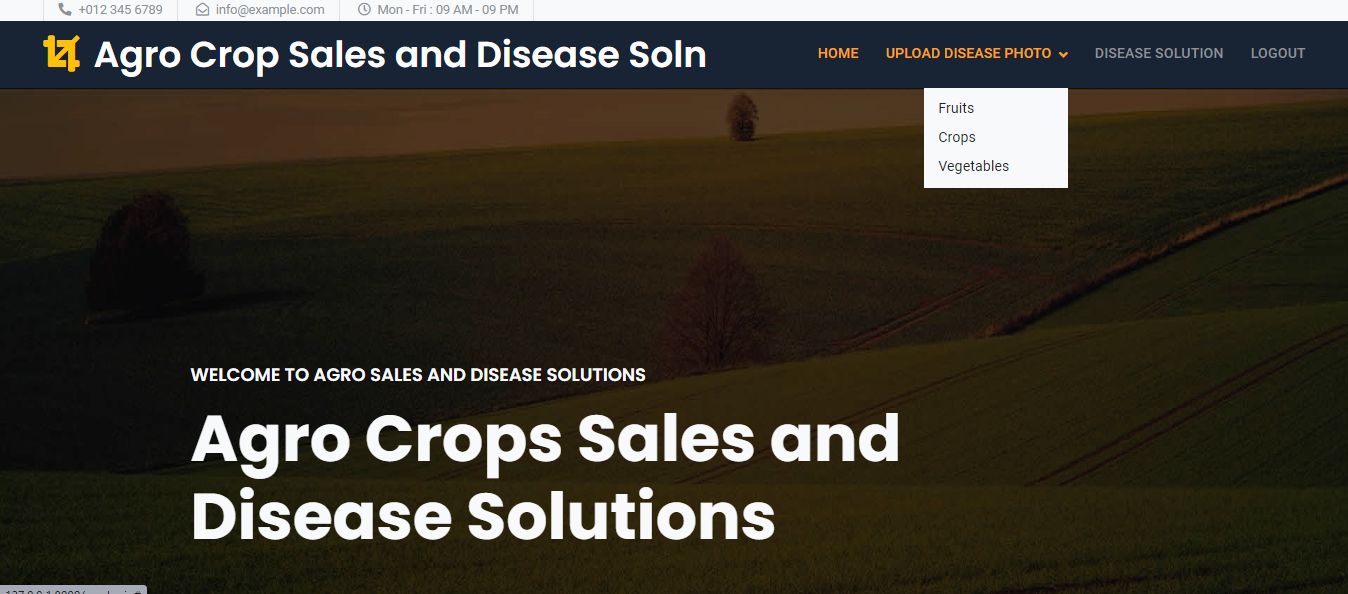 +012 345 6789
info@example.com
Mon - Fri : 09 AM - 09 PM
Agro Crop Sales and Disease Soln
HOME
UPLOAD DISEASE PHOTO
DISEASE SOLUTION
LOGOUT
Fruits
Crops
Vegetables
WELCOME TO AGRO SALES AND DISEASE SOLUTIONS
Agro Crops Sales and
Disease Solutions